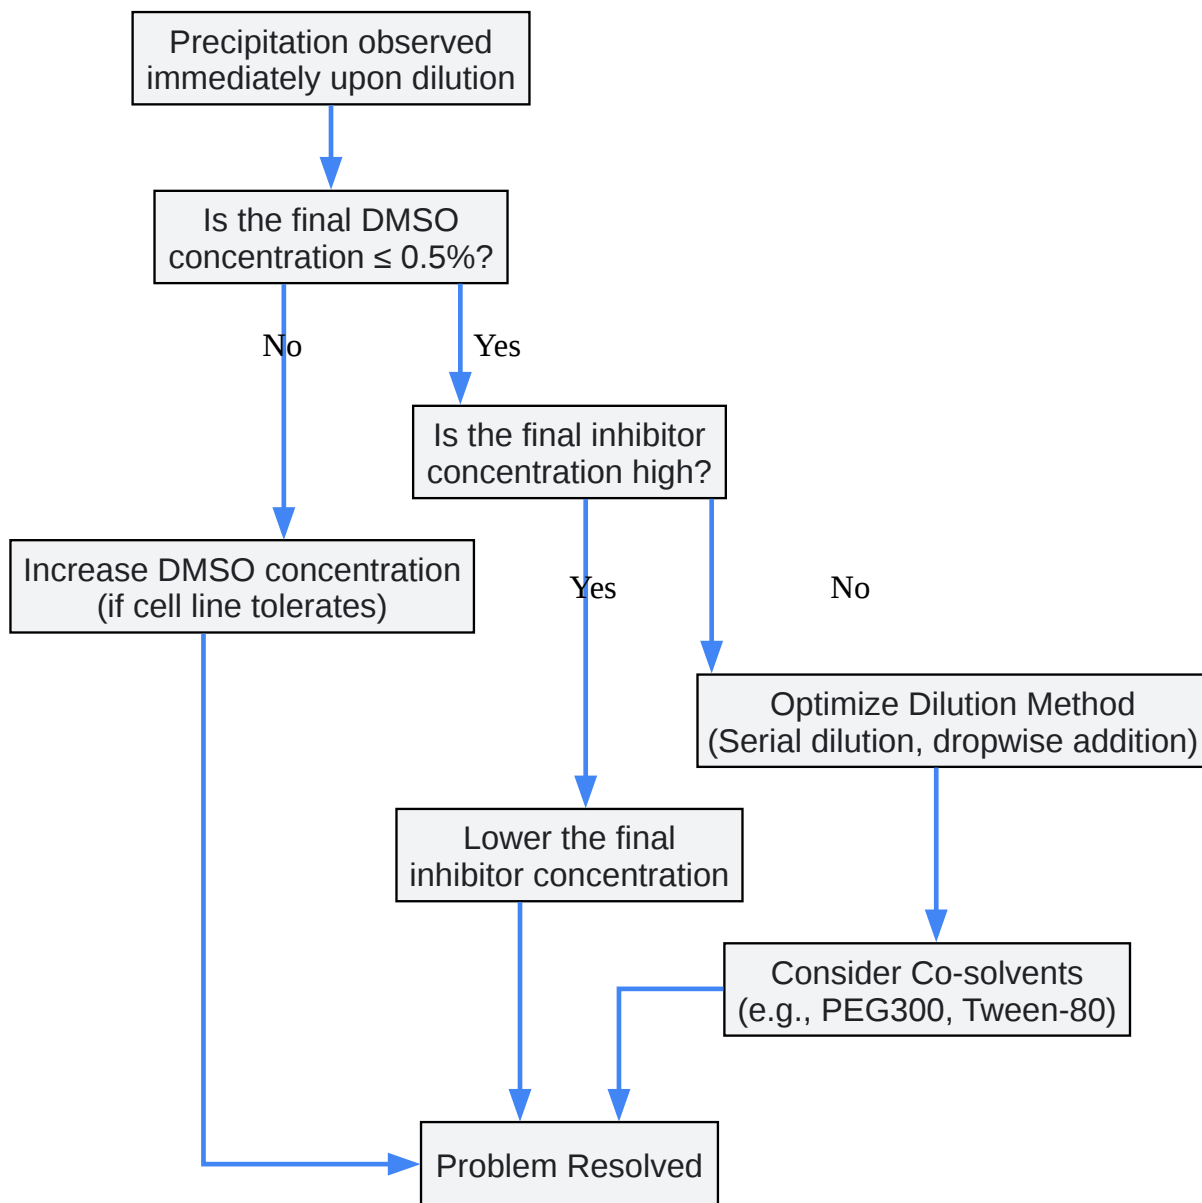 Precipitation observed
immediately upon dilution
Is the final DMSO
concentration ≤ 0.5%?
No
Yes
Is the final inhibitor
concentration high?
Increase DMSO concentration
(if cell line tolerates)
Yes
No
Optimize Dilution Method
(Serial dilution, dropwise addition)
Lower the final
inhibitor concentration
Consider Co-solvents
(e.g., PEG300, Tween-80)
Problem Resolved